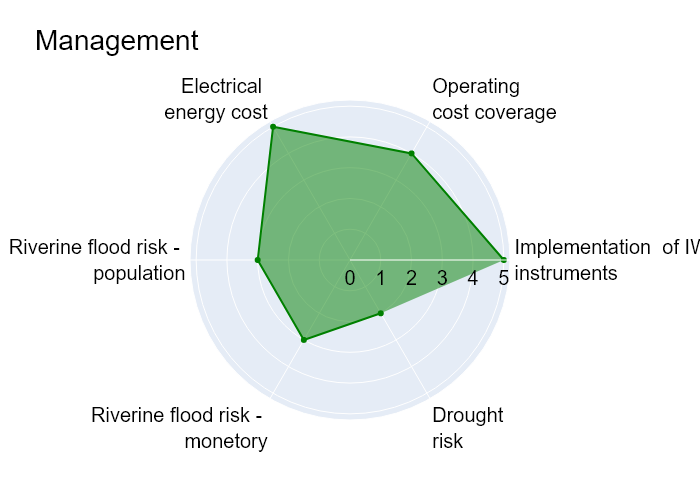 Management
Electrical
energy cost
Operating
cost coverage
Riverine flood risk -
population
Implementation  of IW
instruments
0 1 2 3 4 5
Riverine flood risk -
monetory
Drought
risk